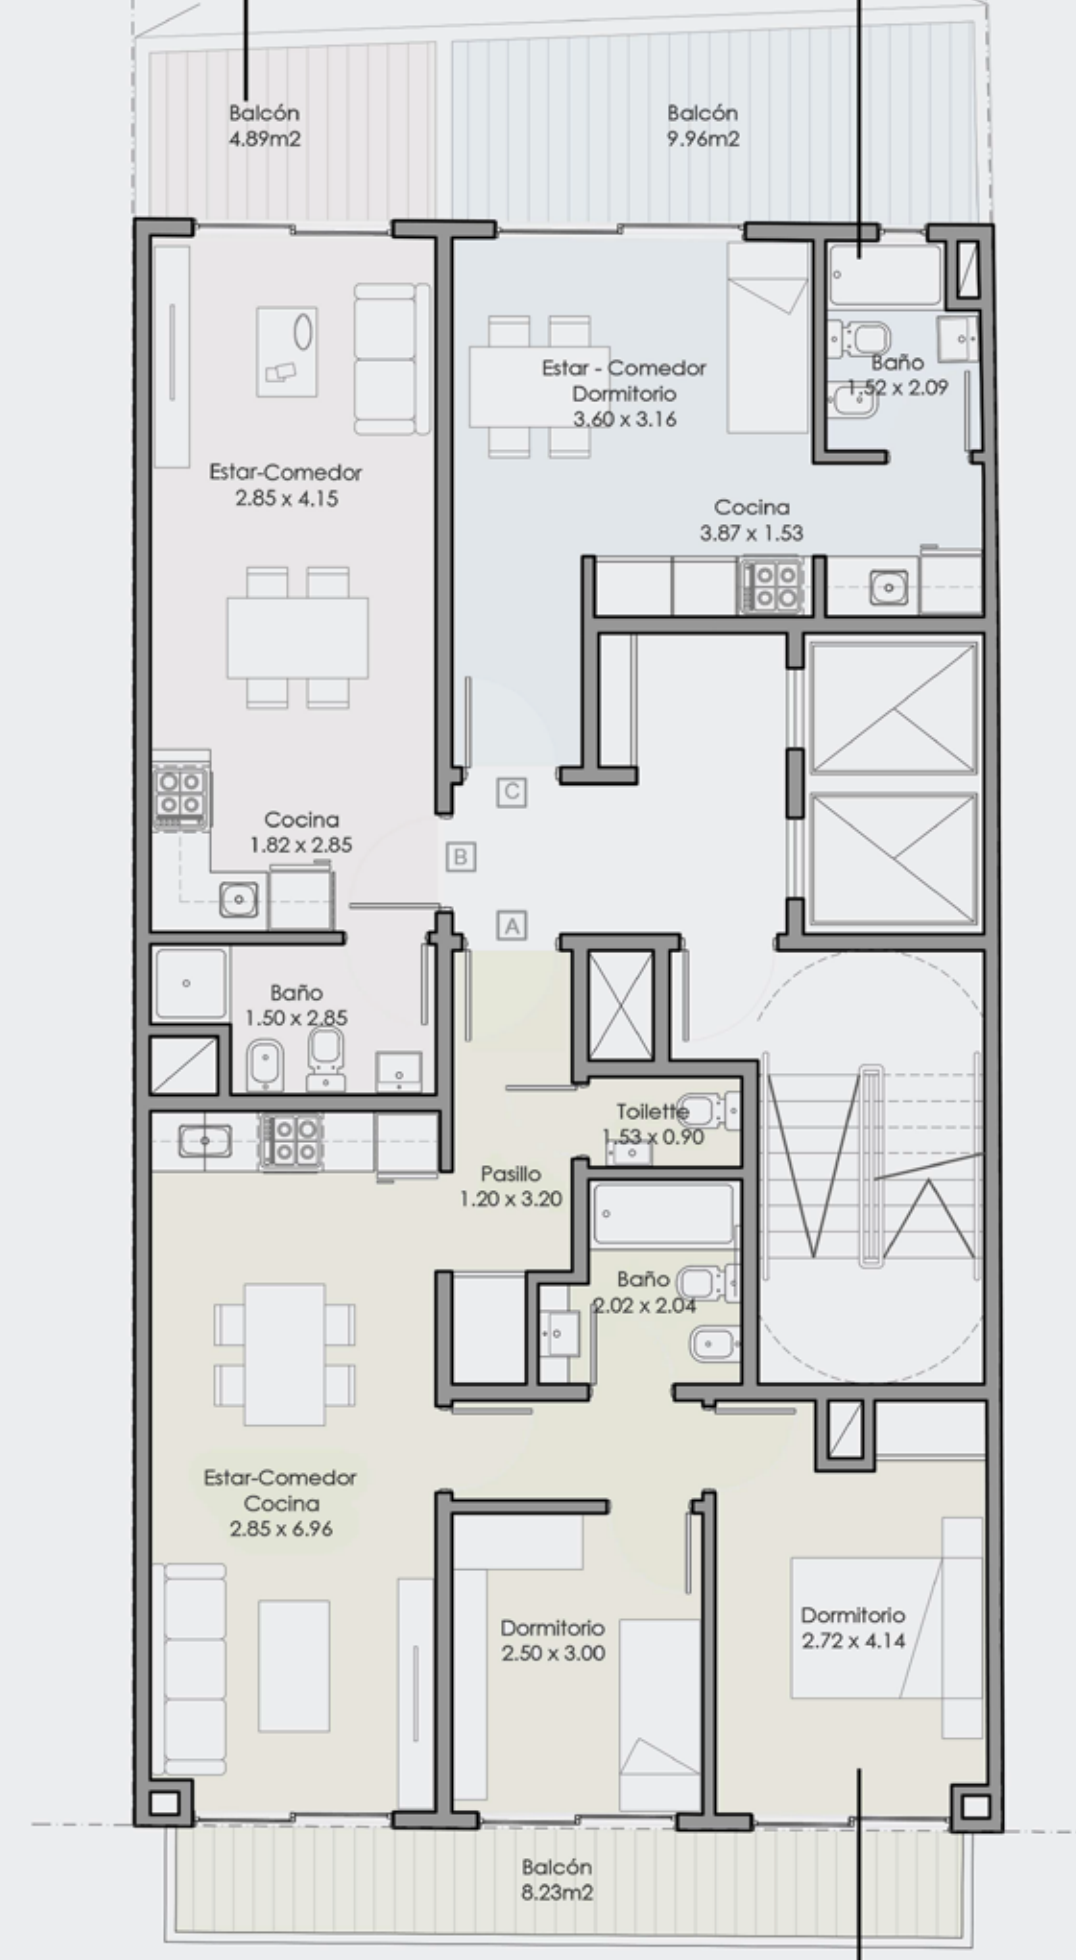 Balcón
4.89m2
Balcón
9.96m2
Estar - Comedor
Dormitorio
3.60 x 3.16
Baño
1.52 x 2.09
Estar-Comedor
2.85 x 4.15
Cocina
3.87 x 1.53
C
Cocina
1.82 x 2.85
B
A
Baño
1.50 x 2.85
Toilette
1.53 x 0.90
Pasillo
1.20 x 3.20
Baño
2.02 x 2.04
Estar-Comedor
Cocina
2.85 x 6.96
Dormitorio
2.50 x 3.00
Dormitorio
2.72 x 4.14
Balcón
8.23m2